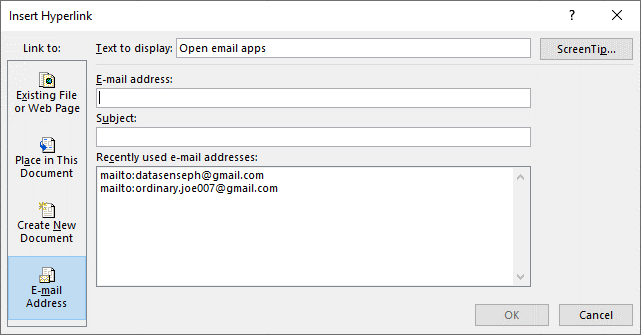 Insert Hyperlink
?
Link to:
Text to display: Open email apps
ScreenTip...
Existing File
or Web Page
E-mail address:
Subject:
Place in This
Document
Recently used e-mail addresses:
mailto:datasenseph@gmail.com
mailto:ordinary.joe007@gmail.com
Create New
Document
E-mail
Address
OK
Cancel